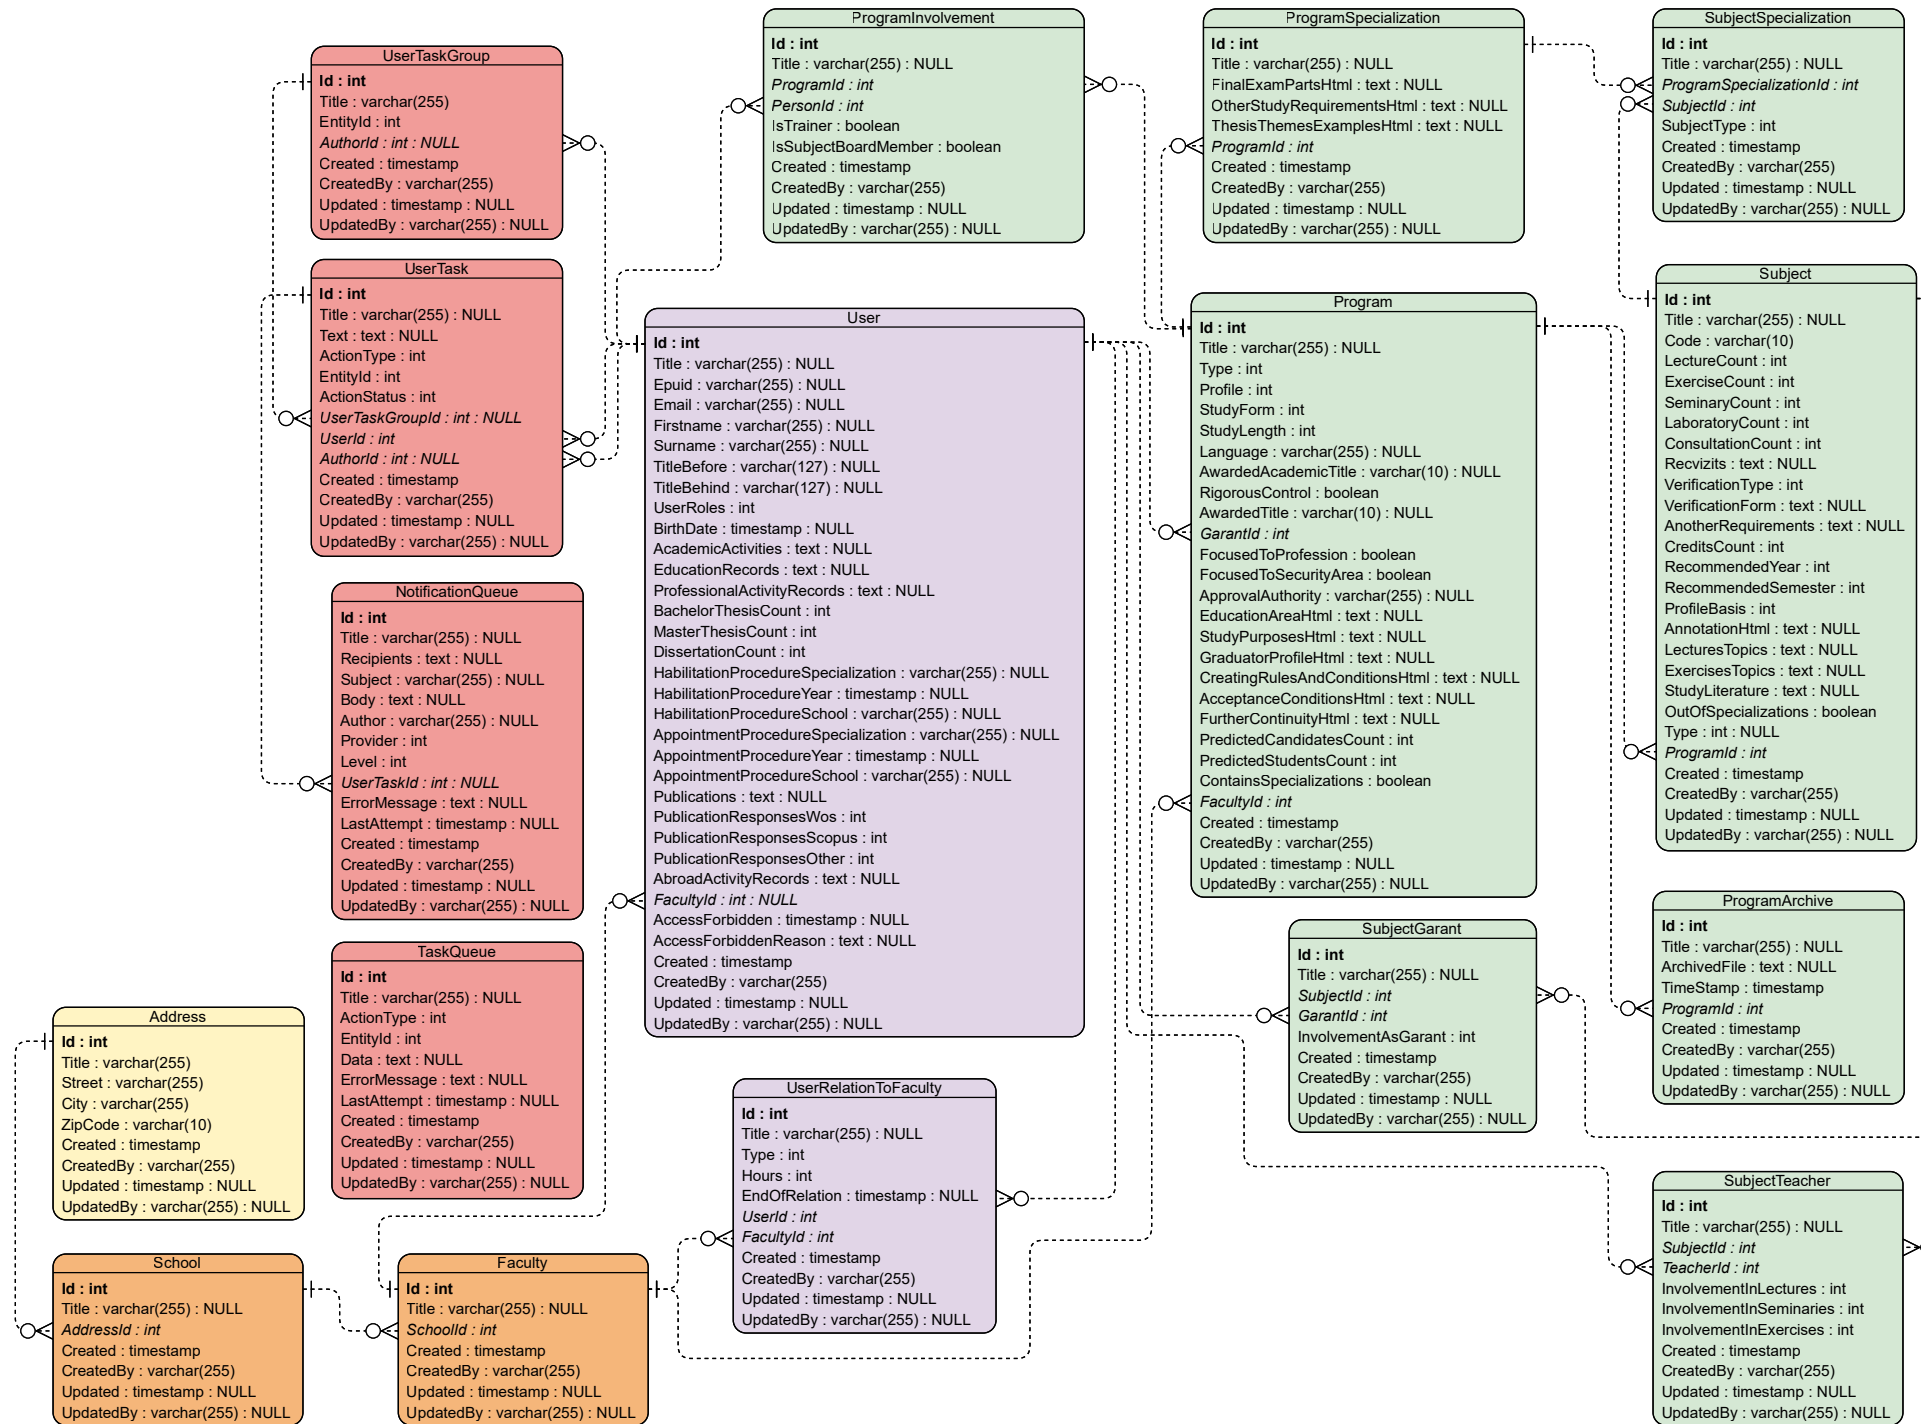 UserTaskGroup
Id : int
Title : varchar(255)
EntityId : int
AuthorId : int : NULL
Created : timestamp
CreatedBy : varchar(255)
Updated : timestamp : NULL
UpdatedBy : varchar(255) : NULL
UserTask
Id : int
Title : varchar(255) : NULL
Text : text : NULL
ActionType : int
EntityId : int
ActionStatus : int
UserTaskGroupId : int : NULL
UserId : int
AuthorId : int : NULL
Created : timestamp
CreatedBy : varchar(255)
Updated : timestamp : NULL
UpdatedBy : varchar(255) : NULL
NotificationQueue
Id : int
Title : varchar(255) : NULL
Recipients : text : NULL
Subject : varchar(255) : NULL
Body : text : NULL
Author : varchar(255) : NULL
Provider : int
Level : int
UserTaskId : int : NULL
ErrorMessage : text : NULL
LastAttempt : timestamp : NULL
Created : timestamp
CreatedBy : varchar(255)
Updated : timestamp : NULL
UpdatedBy : varchar(255) : NULL
TaskQueue
Id : int
Title : varchar(255) : NULL
ActionType : int
EntityId : int
Data : text : NULL
ErrorMessage : text : NULL
LastAttempt : timestamp : NULL
Created : timestamp
CreatedBy : varchar(255)
Updated : timestamp : NULL
UpdatedBy : varchar(255) : NULL
Address
Id : int
Title : varchar(255)
Street : varchar(255)
City : varchar(255)
ZipCode : varchar(10)
Created : timestamp
CreatedBy : varchar(255)
Updated : timestamp : NULL
UpdatedBy : varchar(255) : NULL
School
Id : int
Title : varchar(255) : NULL
AddressId : int
Created : timestamp
CreatedBy : varchar(255)
Updated : timestamp : NULL
UpdatedBy : varchar(255) : NULL
Faculty
Id : int
Title : varchar(255) : NULL
SchoolId : int
Created : timestamp
CreatedBy : varchar(255)
Updated : timestamp : NULL
UpdatedBy : varchar(255) : NULL
ProgramInvolvement
Id : int
Title : varchar(255) : NULL
ProgramId : int
PersonId : int
IsTrainer : boolean
IsSubjectBoardMember : boolean
Created : timestamp
CreatedBy : varchar(255)
Updated : timestamp : NULL
UpdatedBy : varchar(255) : NULL
User
Id : int
Title : varchar(255) : NULL
Epuid : varchar(255) : NULL
Email : varchar(255) : NULL
Firstname : varchar(255) : NULL
Surname : varchar(255) : NULL
TitleBefore : varchar(127) : NULL
TitleBehind : varchar(127) : NULL
UserRoles : int
BirthDate : timestamp : NULL
AcademicActivities : text : NULL
EducationRecords : text : NULL
ProfessionalActivityRecords : text : NULL
BachelorThesisCount : int
MasterThesisCount : int
DissertationCount : int
HabilitationProcedureSpecialization : varchar(255) : NULL
HabilitationProcedureYear : timestamp : NULL
HabilitationProcedureSchool : varchar(255) : NULL
AppointmentProcedureSpecialization : varchar(255) : NULL
AppointmentProcedureYear : timestamp : NULL
AppointmentProcedureSchool : varchar(255) : NULL
Publications : text : NULL
PublicationResponsesWos : int
PublicationResponsesScopus : int
PublicationResponsesOther : int
AbroadActivityRecords : text : NULL
FacultyId : int : NULL
AccessForbidden : timestamp : NULL
AccessForbiddenReason : text : NULL
Created : timestamp
CreatedBy : varchar(255)
Updated : timestamp : NULL
UpdatedBy : varchar(255) : NULL
UserRelationToFaculty
Id : int
Title : varchar(255) : NULL
Type : int
Hours : int
EndOfRelation : timestamp : NULL
UserId : int
FacultyId : int
Created : timestamp
CreatedBy : varchar(255)
Updated : timestamp : NULL
UpdatedBy : varchar(255) : NULL
ProgramSpecialization
Id : int
Title : varchar(255) : NULL
FinalExamPartsHtml : text : NULL
OtherStudyRequirementsHtml : text : NULL
ThesisThemesExamplesHtml : text : NULL
ProgramId : int
Created : timestamp
CreatedBy : varchar(255)
Updated : timestamp : NULL
UpdatedBy : varchar(255) : NULL
Program
Id : int
Title : varchar(255) : NULL
Type : int
Profile : int
StudyForm : int
StudyLength : int
Language : varchar(255) : NULL
AwardedAcademicTitle : varchar(10) : NULL
RigorousControl : boolean
AwardedTitle : varchar(10) : NULL
GarantId : int
FocusedToProfession : boolean
FocusedToSecurityArea : boolean
ApprovalAuthority : varchar(255) : NULL
EducationAreaHtml : text : NULL
StudyPurposesHtml : text : NULL
GraduatorProfileHtml : text : NULL
CreatingRulesAndConditionsHtml : text : NULL
AcceptanceConditionsHtml : text : NULL
FurtherContinuityHtml : text : NULL
PredictedCandidatesCount : int
PredictedStudentsCount : int
ContainsSpecializations : boolean
FacultyId : int
Created : timestamp
CreatedBy : varchar(255)
Updated : timestamp : NULL
UpdatedBy : varchar(255) : NULL
SubjectGarant
Id : int
Title : varchar(255) : NULL
SubjectId : int
GarantId : int
InvolvementAsGarant : int
Created : timestamp
CreatedBy : varchar(255)
Updated : timestamp : NULL
UpdatedBy : varchar(255) : NULL
SubjectSpecialization
Id : int
Title : varchar(255) : NULL
ProgramSpecializationId : int
SubjectId : int
SubjectType : int
Created : timestamp
CreatedBy : varchar(255)
Updated : timestamp : NULL
UpdatedBy : varchar(255) : NULL
Subject
Id : int
Title : varchar(255) : NULL
Code : varchar(10)
LectureCount : int
ExerciseCount : int
SeminaryCount : int
LaboratoryCount : int
ConsultationCount : int
Recvizits : text : NULL
VerificationType : int
VerificationForm : text : NULL
AnotherRequirements : text : NULL
CreditsCount : int
RecommendedYear : int
RecommendedSemester : int
ProfileBasis : int
AnnotationHtml : text : NULL
LecturesTopics : text : NULL
ExercisesTopics : text : NULL
StudyLiterature : text : NULL
OutOfSpecializations : boolean
Type : int : NULL
ProgramId : int
Created : timestamp
CreatedBy : varchar(255)
Updated : timestamp : NULL
UpdatedBy : varchar(255) : NULL
ProgramArchive
Id : int
Title : varchar(255) : NULL
ArchivedFile : text : NULL
TimeStamp : timestamp
ProgramId : int
Created : timestamp
CreatedBy : varchar(255)
Updated : timestamp : NULL
UpdatedBy : varchar(255) : NULL
SubjectTeacher
Id : int
Title : varchar(255) : NULL
SubjectId : int
TeacherId : int
InvolvementInLectures : int
InvolvementInSeminaries : int
InvolvementInExercises : int
Created : timestamp
CreatedBy : varchar(255)
Updated : timestamp : NULL
UpdatedBy : varchar(255) : NULL